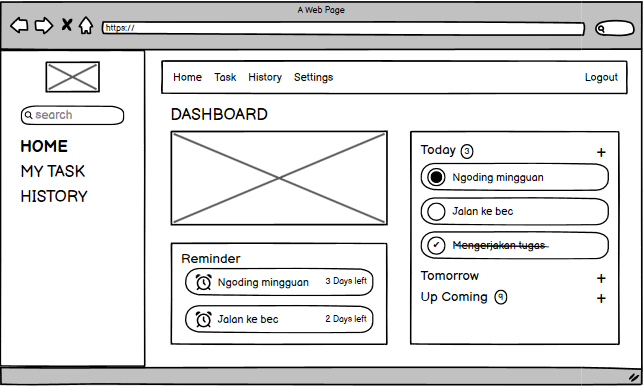 A Web Page
https://
search
HOME
MY TASK
HISTORY
Home Task History Settings Logout
DASHBOARD
Reminder
Ngoding mingguan 3 Days left
Jalan ke bec 2 Days left
Today 3 +
Ngoding mingguan
Jalan ke bec
Mengerjakan tugas
Tomorrow +
Up Coming 9 +